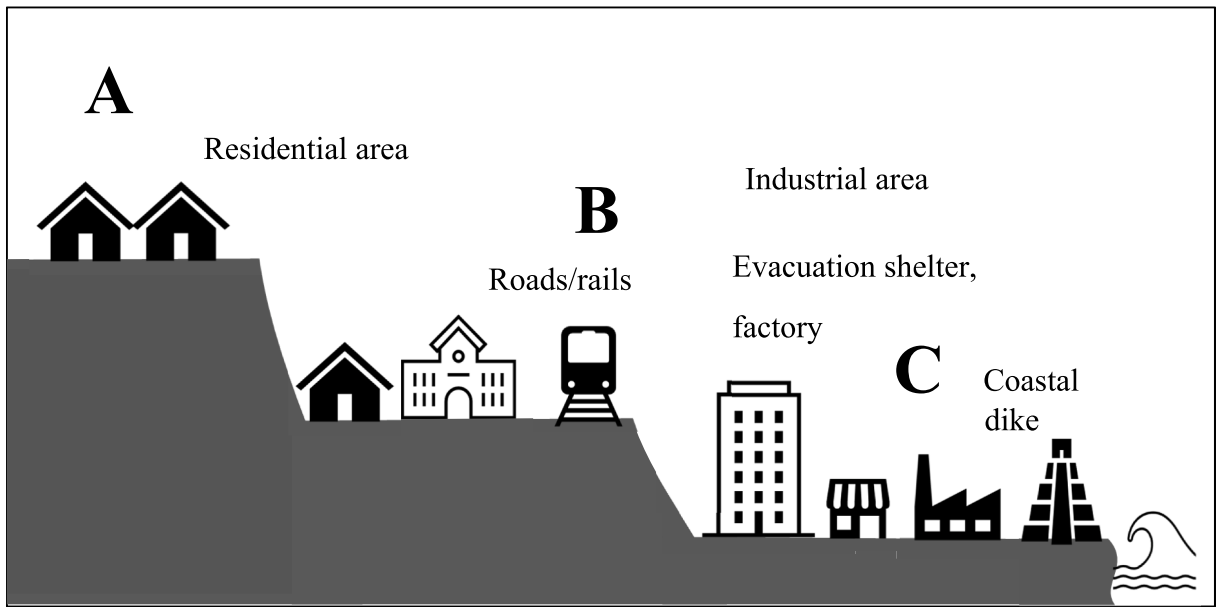 A
Residential area
B
Roads/rails
Industrial area
Evacuation shelter,
factory
C
Coastal
dike